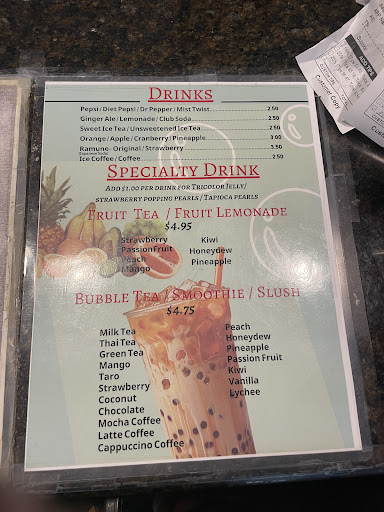 DRINKS
Pepsi / Diet Pepsi / Dr Pepper / Mist Twist 2.50
Ginger Ale / Lemonade / Club Soda 2.50
Sweet Ice Tea / Unsweetened Ice Tea 2.50
Orange / Apple / Cranberry / Pineapple 3.00
Ramune- Original / Strawberry 3.50
Ice Coffee / Coffee 2.50
SPECIALTY DRINK
ADD $1.00 PER DRINK FOR TRICOLOR JELLY/
STRAWBERRY POPPING PEARLS / TAPIOCA PEARLS
FRUIT TEA / FRUIT LEMONADE
$4.95
Strawberry Kiwi
PassionFruit Honeydew
Peach Pineapple
Mango
BUBBLE TEA / SMOOTHIE / SLUSH
$4.75
Milk Tea
Thai Tea
Green Tea
Mango
Taro
Strawberry
Coconut
Chocolate
Mocha Coffee
Latte Coffee
Cappuccino Coffee
Peach
Honeydew
Pineapple
Passion Fruit
Kiwi
Vanilla
Lychee
Customer Copy
Customer Copy